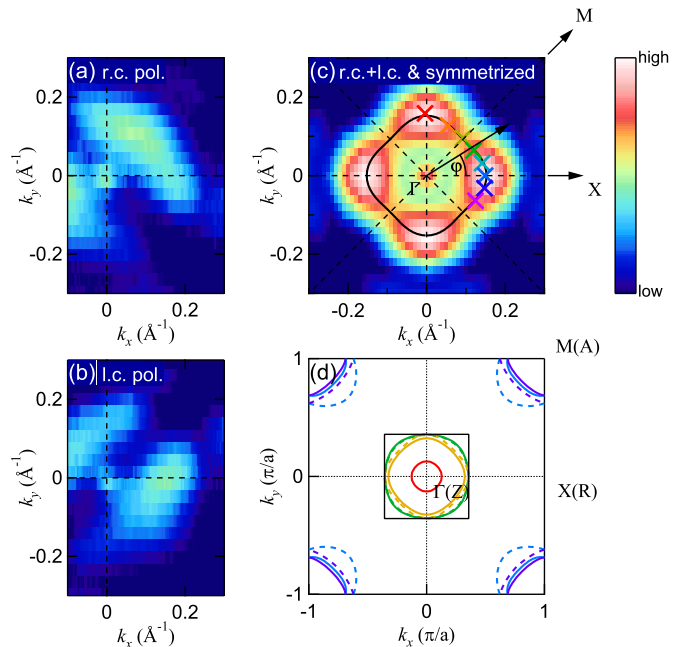 M
(a) r.c. pol.
(c) r.c.+l.c. & symmetrized
high
0.2
0
-0.2
k_y (Å⁻¹)
0
0.2
k_x (Å⁻¹)
0.2
0
-0.2
k_y (Å⁻¹)
φ
Γ
X
-0.2
0
0.2
k_x (Å⁻¹)
low
(b) l.c. pol.
0.2
0
-0.2
k_y (Å⁻¹)
0
0.2
k_x (Å⁻¹)
M(A)
(d)
1
0
-1
k_y (π/a)
Γ(Z)
X(R)
-1
0
1
k_x (π/a)